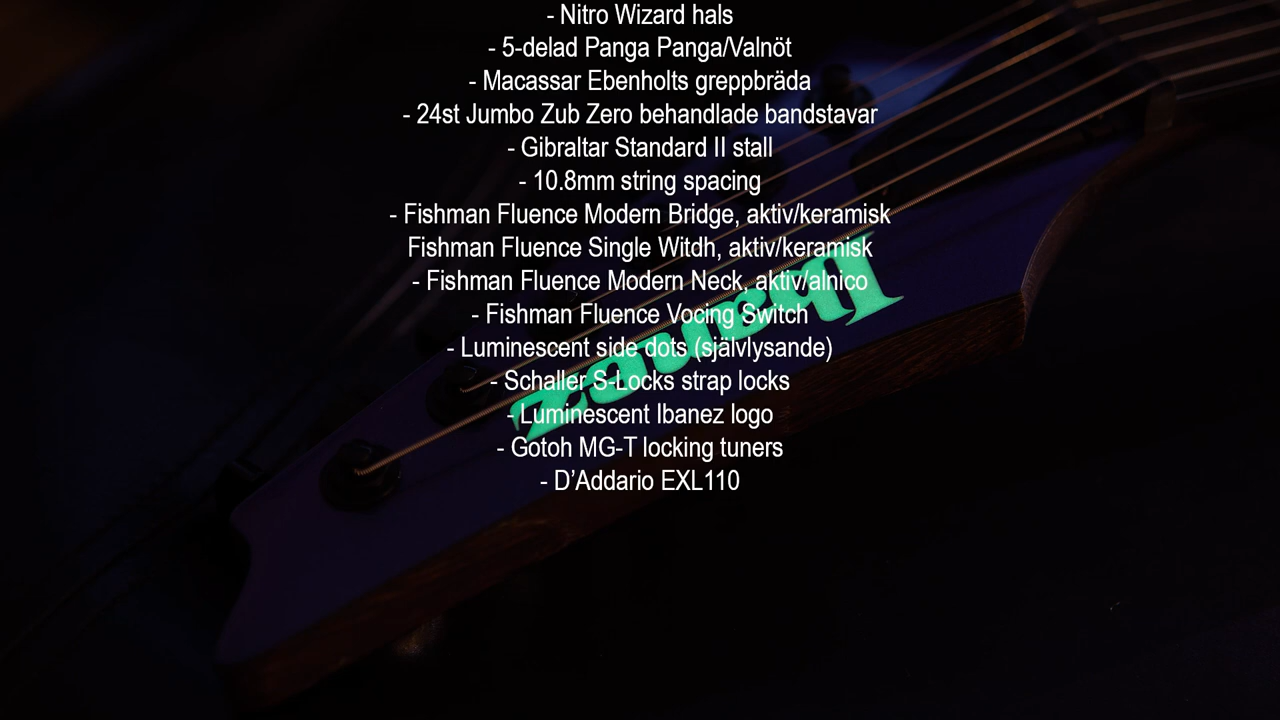 - Nitro Wizard hals
- 5-delad Panga Panga/Valnöt
- Macassar Ebenholts greppbräda
- 24st Jumbo Zub Zero behandlade bandstavar
- Gibraltar Standard II stall
- 10.8mm string spacing
- Fishman Fluence Modern Bridge, aktiv/keramisk
Fishman Fluence Single Witdh, aktiv/keramisk
- Fishman Fluence Modern Neck, aktiv/alnico
- Fishman Fluence Vocing Switch
- Luminescent side dots (självlysande)
- Schaller S-Locks strap locks
- Luminescent Ibanez logo
- Gotoh MG-T locking tuners
- D’Addario EXL110
Ibanez